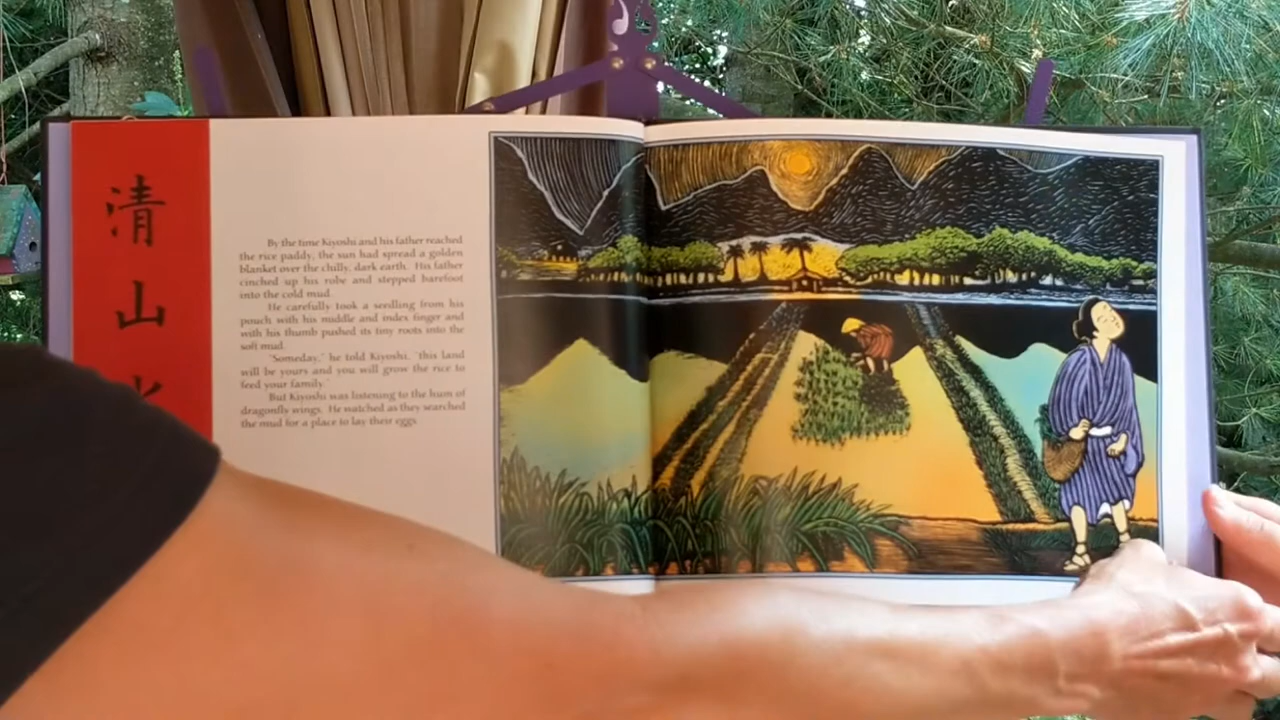 清
山
By the time Kiyoshi and his father reached
the rice paddy, the sun had spread a golden
blanket over the chilly, dark earth. His father
cinched up his robe and stepped barefoot
into the cold mud.
He carefully took a seedling from his
pouch with his middle and index finger and
with his thumb pushed its tiny roots into the
soft mud.
"Someday," he told Kiyoshi, "this land
will be yours and you will grow the rice to
feed your family."
But Kiyoshi was listening to the hum of
dragonfly wings. He watched as they searched
the mud for a place to lay their eggs.